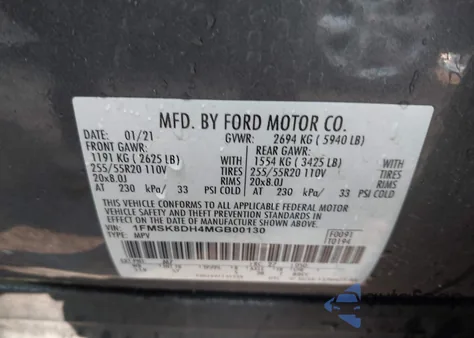 MFD. BY FORD MOTOR CO.
DATE: 01/21 GVWR: 2694 KG ( 5940 LB)
FRONT GAWR: REAR GAWR:
1191 KG ( 2625 LB) WITH 1554 KG ( 3425 LB) WITH
255/55R20 110V TIRES 255/55R20 110V TIRES
20x8.0J RIMS 20x8.0J RIMS
AT 230 kPa/ 33 PSI COLD AT 230 kPa/ 33 PSI COLD
THIS VEHICLE CONFORMS TO ALL APPLICABLE FEDERAL MOTOR
VEHICLE SAFETY AND THEFT PREVENTION STANDARDS IN EFFECT
ON THE DATE OF MANUFACTURE SHOWN ABOVE.
VIN: 1FMSK8DH4MGB00130 F0091
TYPE: MPV T0194